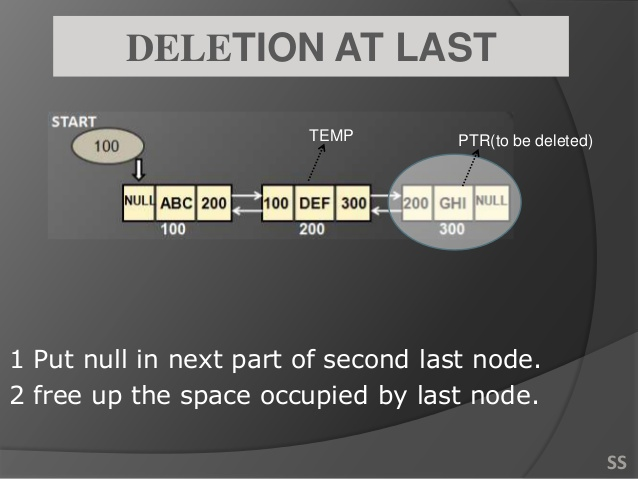 DELETION AT LAST
START
100
TEMP
PTR(to be deleted)
NULL ABC 200 100 DEF 300 200 GHI NULL
100 200 300
1 Put null in next part of second last node.
2 free up the space occupied by last node.
SS